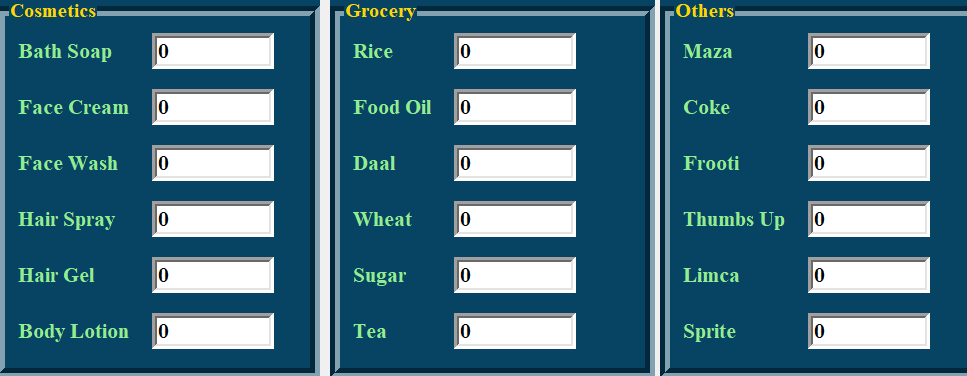 Cosmetics
Bath Soap 0
Face Cream 0
Face Wash 0
Hair Spray 0
Hair Gel 0
Body Lotion 0
Grocery
Rice 0
Food Oil 0
Daal 0
Wheat 0
Sugar 0
Tea 0
Others
Maza 0
Coke 0
Frooti 0
Thumbs Up 0
Limca 0
Sprite 0